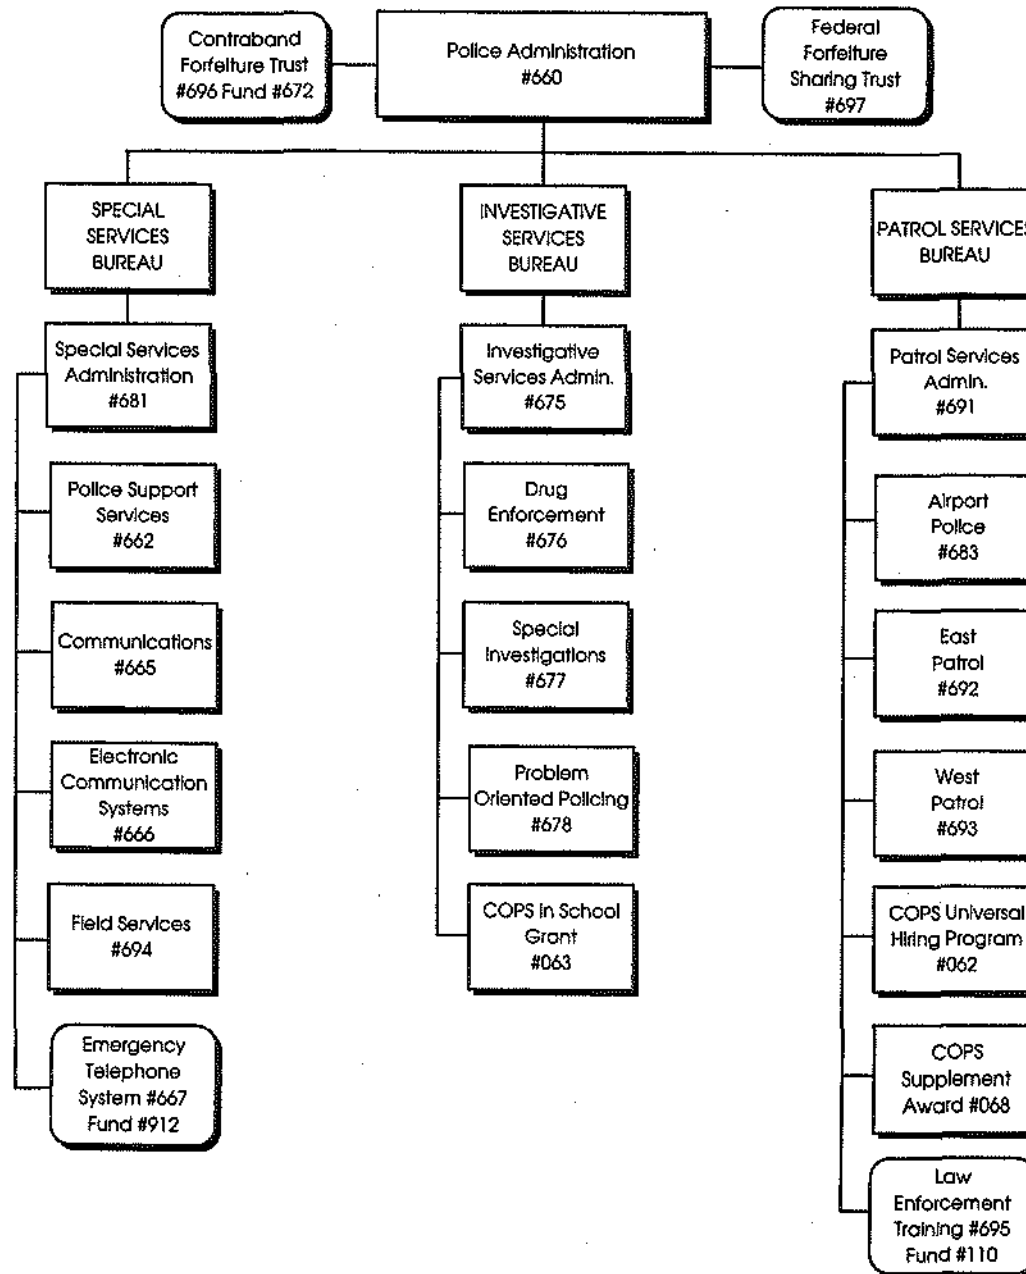 Contraband
Forfeiture Trust
#696 Fund #672
Police Administration
#660
Federal
Forfeiture
Sharing Trust
#697
SPECIAL
SERVICES
BUREAU
INVESTIGATIVE
SERVICES
BUREAU
PATROL SERVICES
BUREAU
Special Services
Administration
#681
Police Support
Services
#662
Communications
#665
Electronic
Communication
Systems
#666
Field Services
#694
Emergency
Telephone
System #667
Fund #912
Investigative
Services Admin.
#675
Drug
Enforcement
#676
Special
Investigations
#677
Problem
Oriented Policing
#678
COPS in School
Grant
#063
Patrol Services
Admin.
#691
Airport
Police
#683
East
Patrol
#692
West
Patrol
#693
COPS Universal
Hiring Program
#062
COPS
Supplement
Award #068
Law
Enforcement
Training #695
Fund #110